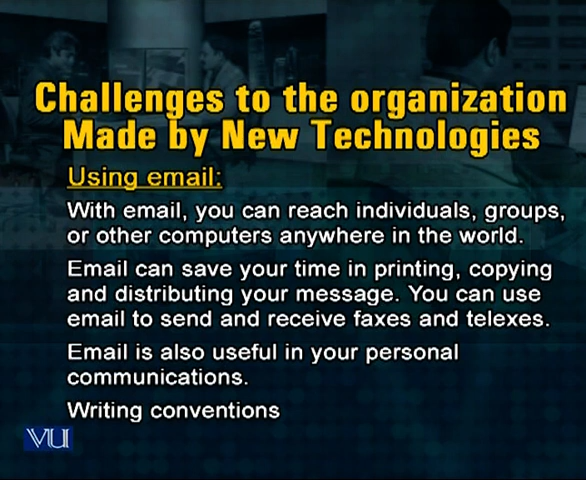 Challenges to the organization
Made by New Technologies
Using email:
With email, you can reach individuals, groups,
or other computers anywhere in the world.
Email can save your time in printing, copying
and distributing your message. You can use
email to send and receive faxes and telexes.
Email is also useful in your personal
communications.
Writing conventions
VU